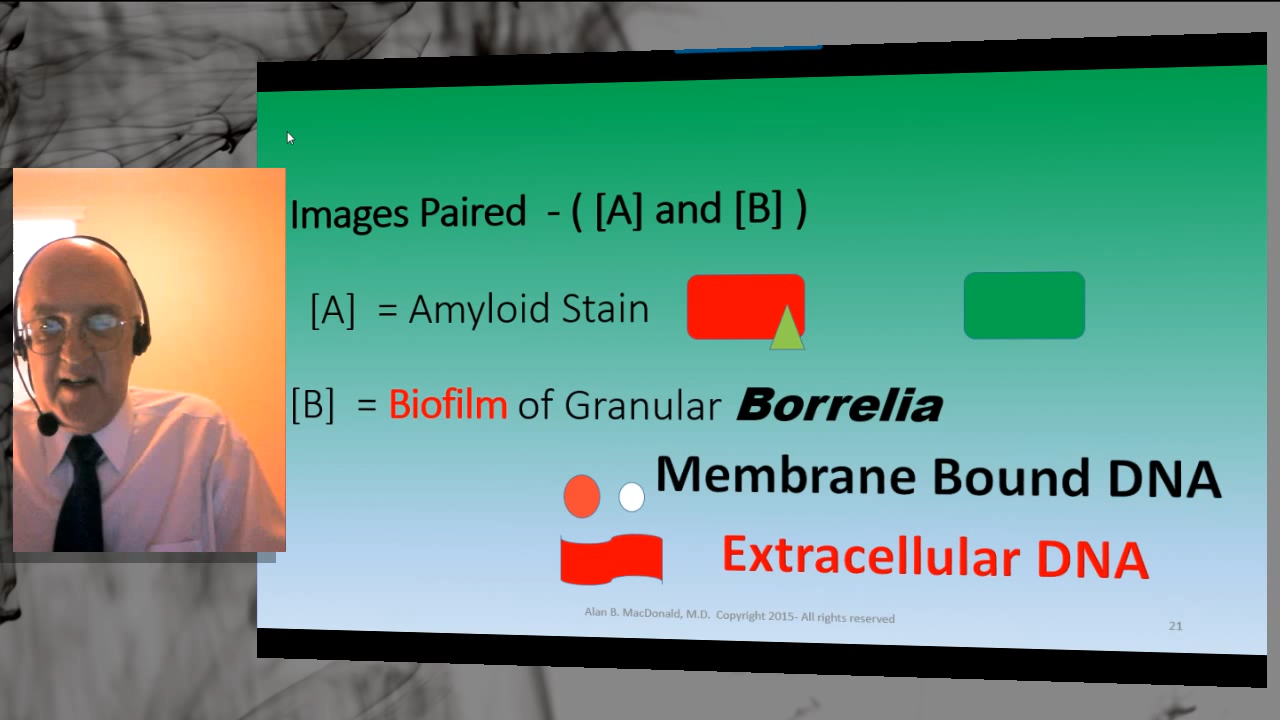 Images Paired - ( [A] and [B] )
[A] = Amyloid Stain
[B] = Biofilm of Granular Borrelia
Membrane Bound DNA
Extracellular DNA
Alan B. MacDonald, M.D. Copyright 2015- All rights reserved
21